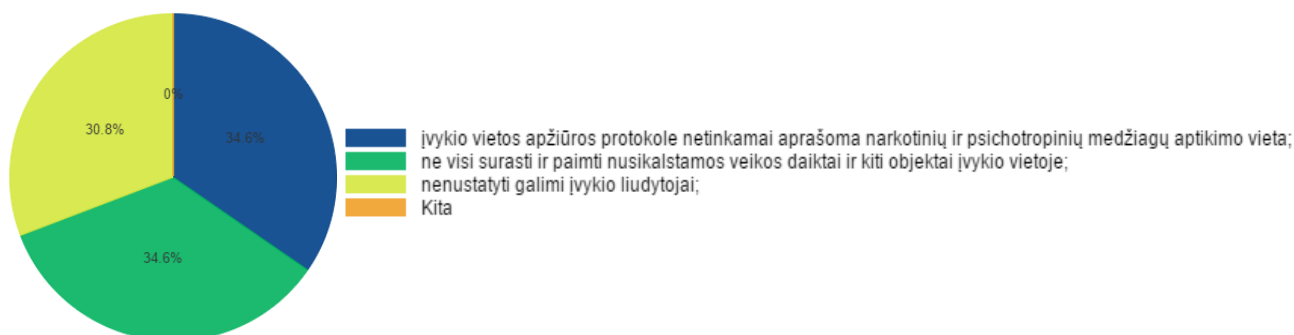 0%
30.8%
34.6%
34.6%
įvykio vietos apžiūros protokole netinkamai aprašoma narkotinių ir psichotropinių medžiagų aptikimo vieta;
ne visi surasti ir paimti nusikalstamos veikos daiktai ir kiti objektai įvykio vietoje;
nenustatyti galimi įvykio liudytojai;
Kita